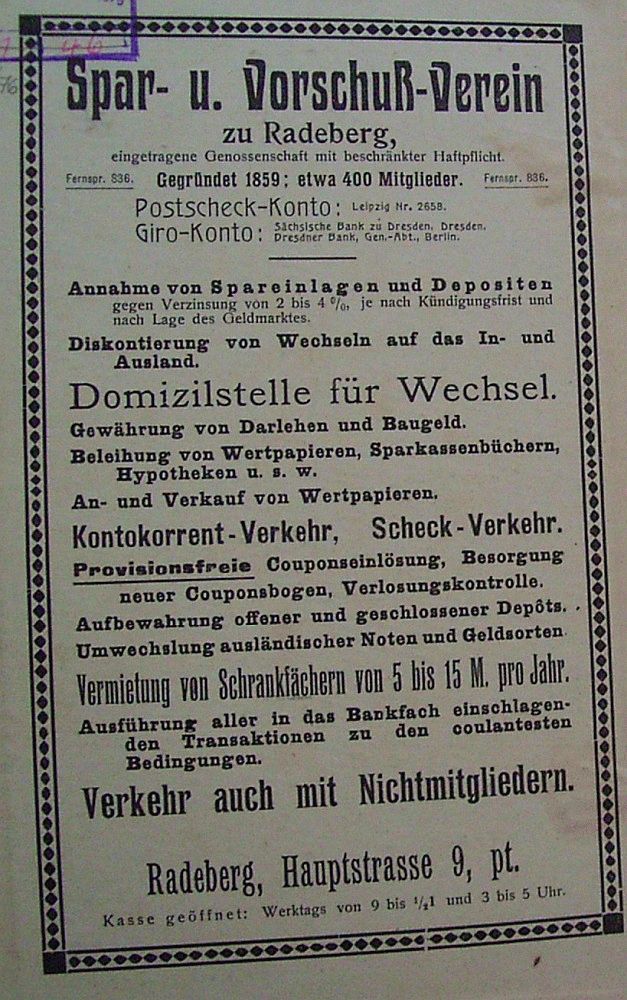 46
Spar- u. Vorschuß-Verein
zu Radeberg,
eingetragene Genossenschaft mit beschränkter Haftpflicht.
Fernspr. 836. Gegründet 1859; etwa 400 Mitglieder. Fernspr. 836.
Postscheck-Konto: Leipzig Nr. 2658.
Giro-Konto: Sächsische Bank zu Dresden, Dresden.
Dresdner Bank, Gen.-Abt., Berlin.
Annahme von Spareinlagen und Depositen
gegen Verzinsung von 2 bis 4 %, je nach Kündigungsfrist und
nach Lage des Geldmarktes.
Diskontierung von Wechseln auf das In- und
Ausland.
Domizilstelle für Wechsel.
Gewährung von Darlehen und Baugeld.
Beleihung von Wertpapieren, Sparkassenbüchern,
Hypotheken u. s. w.
An- und Verkauf von Wertpapieren.
Kontokorrent-Verkehr, Scheck-Verkehr.
Provisionsfreie Couponseinlösung, Besorgung
neuer Couponsbogen, Verlosungskontrolle.
Aufbewahrung offener und geschlossener Depôts.
Umwechslung ausländischer Noten und Geldsorten
Vermietung von Schrankfächern von 5 bis 15 M. pro Jahr.
Ausführung aller in das Bankfach einschlagen-
den Transaktionen zu den coulantesten
Bedingungen.
Verkehr auch mit Nichtmitgliedern.
Radeberg, Hauptstrasse 9, pt.
Kasse geöffnet: Werktags von 9 bis ½1 und 3 bis 5 Uhr.